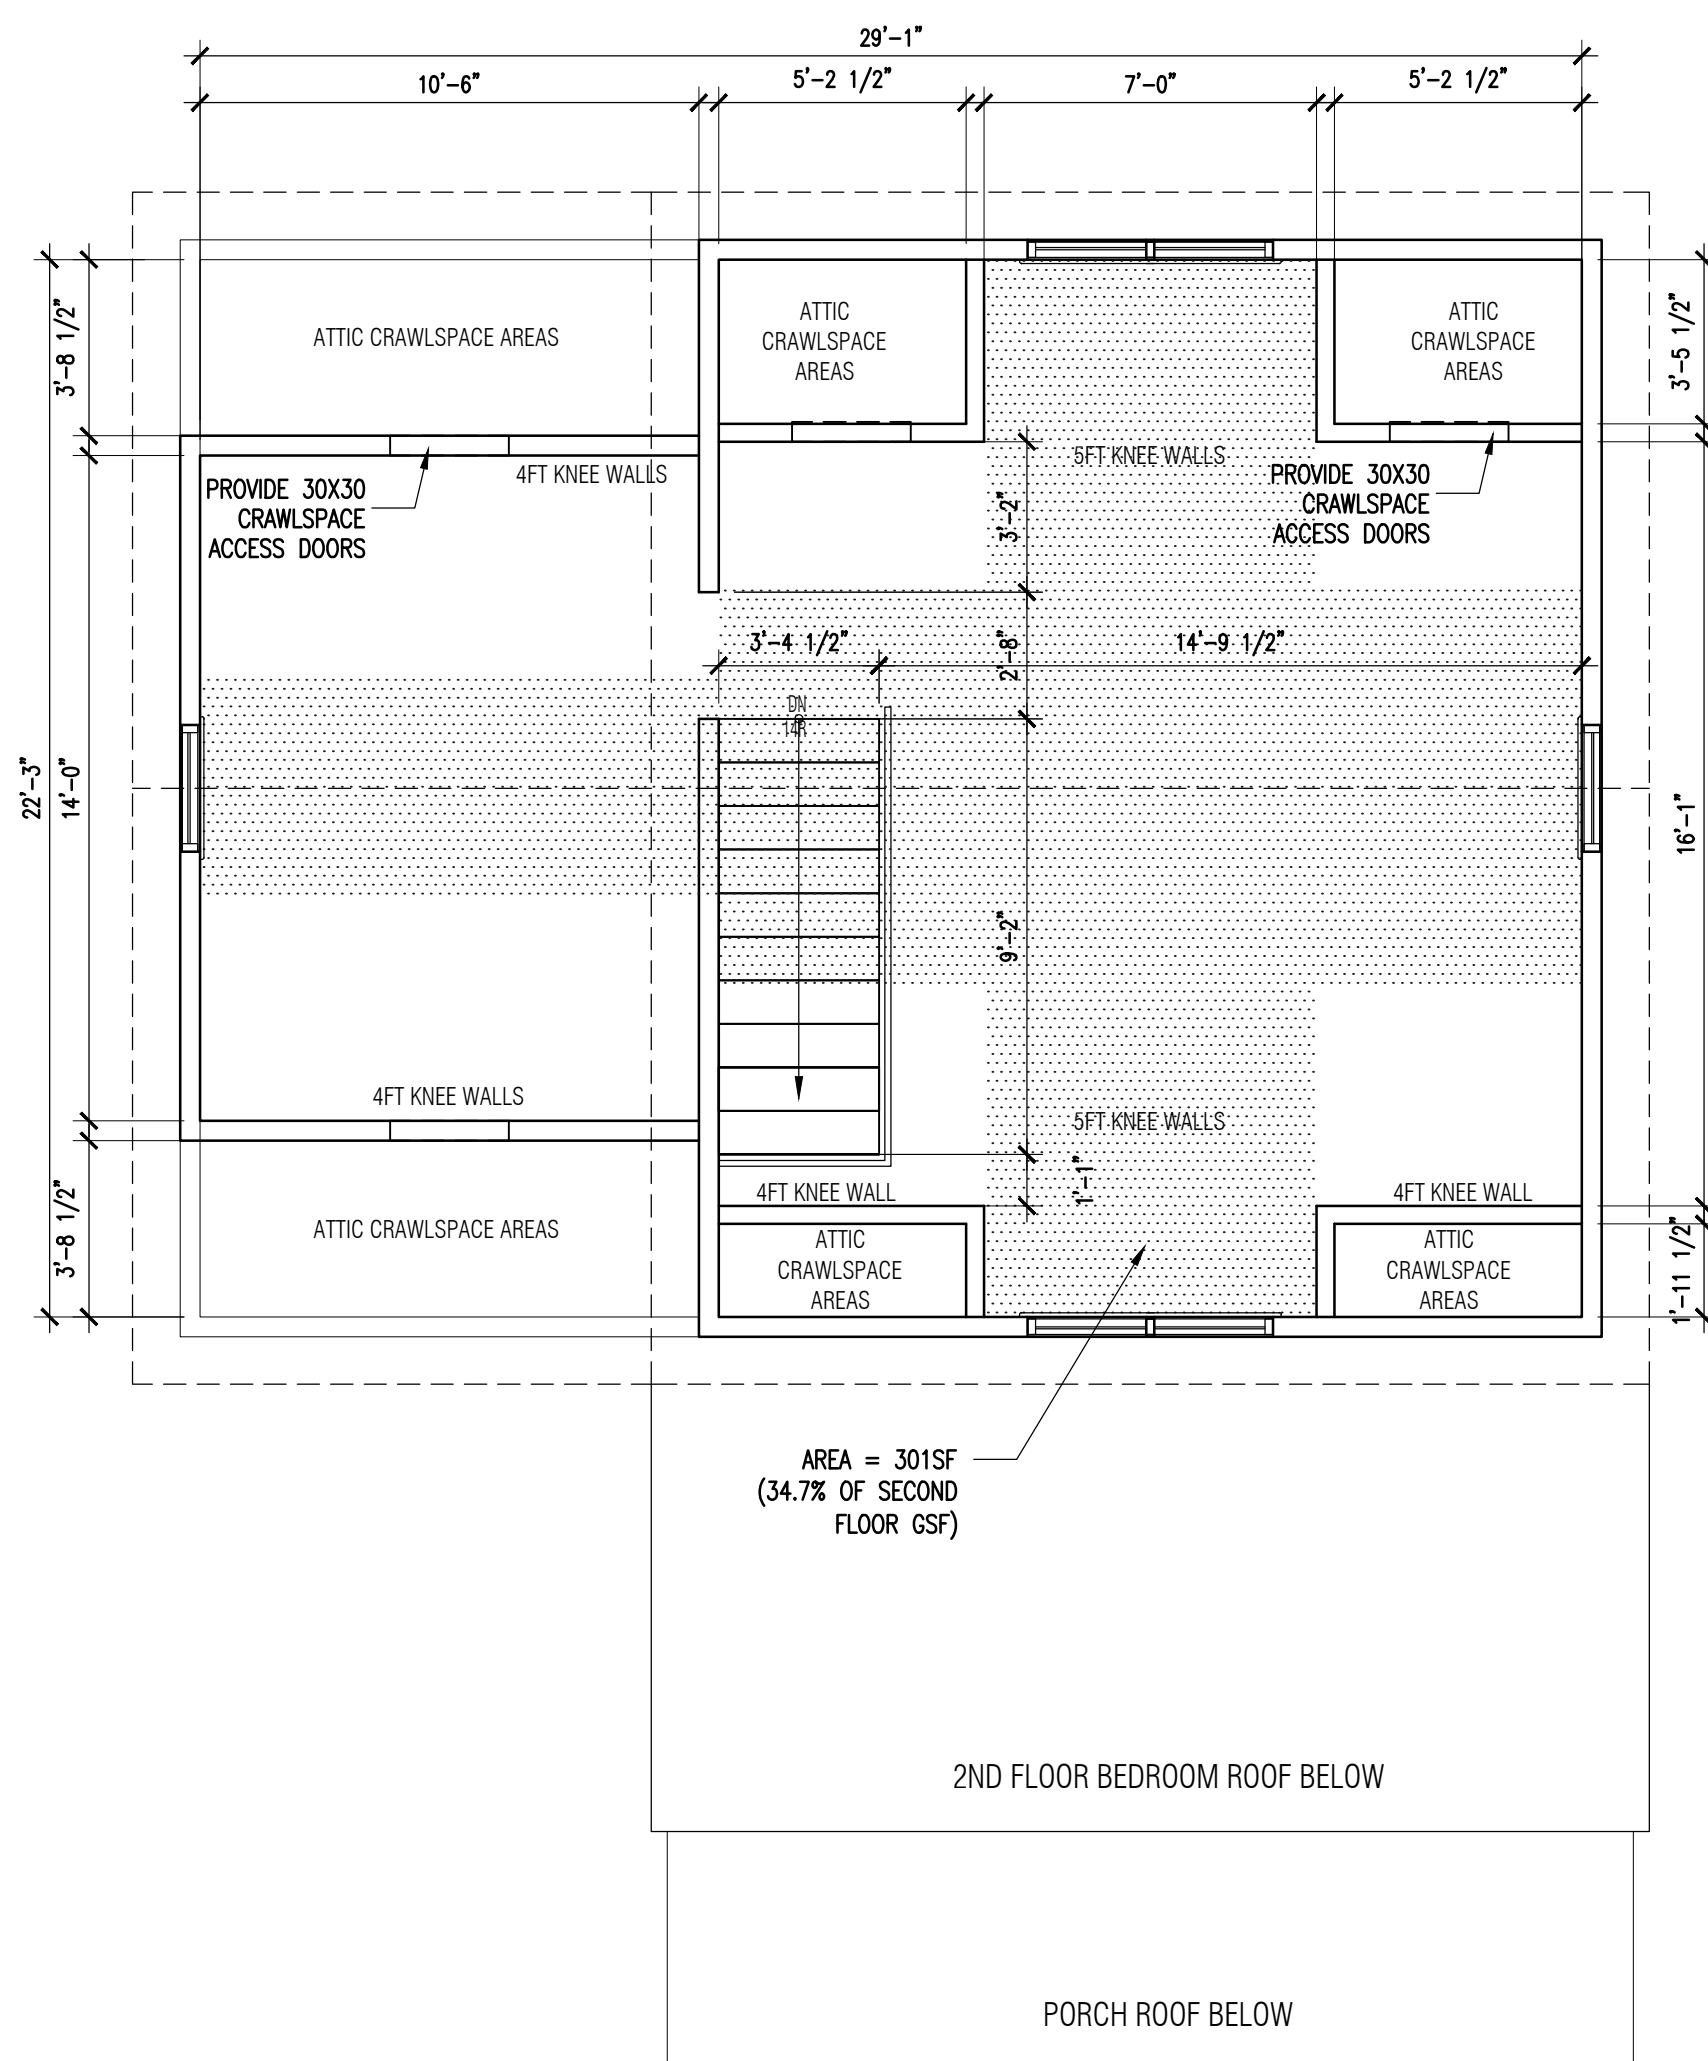 29'-1"
10'-6"
5'-2 1/2"
7'-0"
5'-2 1/2"
3'-8 1/2"
ATTIC CRAWLSPACE AREAS
ATTIC
CRAWLSPACE
AREAS
ATTIC
CRAWLSPACE
AREAS
3'-5 1/2"
4FT KNEE WALLS
5FT KNEE WALLS
PROVIDE 30X30
CRAWLSPACE
ACCESS DOORS
PROVIDE 30X30
CRAWLSPACE
ACCESS DOORS
3'-2"
3'-4 1/2"
2'-8"
14'-9 1/2"
DN
14R
22'-3"
14'-0"
16'-1"
9'-2"
4FT KNEE WALLS
5FT KNEE WALLS
1'-1"
4FT KNEE WALL
4FT KNEE WALL
3'-8 1/2"
ATTIC CRAWLSPACE AREAS
ATTIC
CRAWLSPACE
AREAS
ATTIC
CRAWLSPACE
AREAS
1'-11 1/2"
AREA = 301SF
(34.7% OF SECOND
FLOOR GSF)
2ND FLOOR BEDROOM ROOF BELOW
PORCH ROOF BELOW